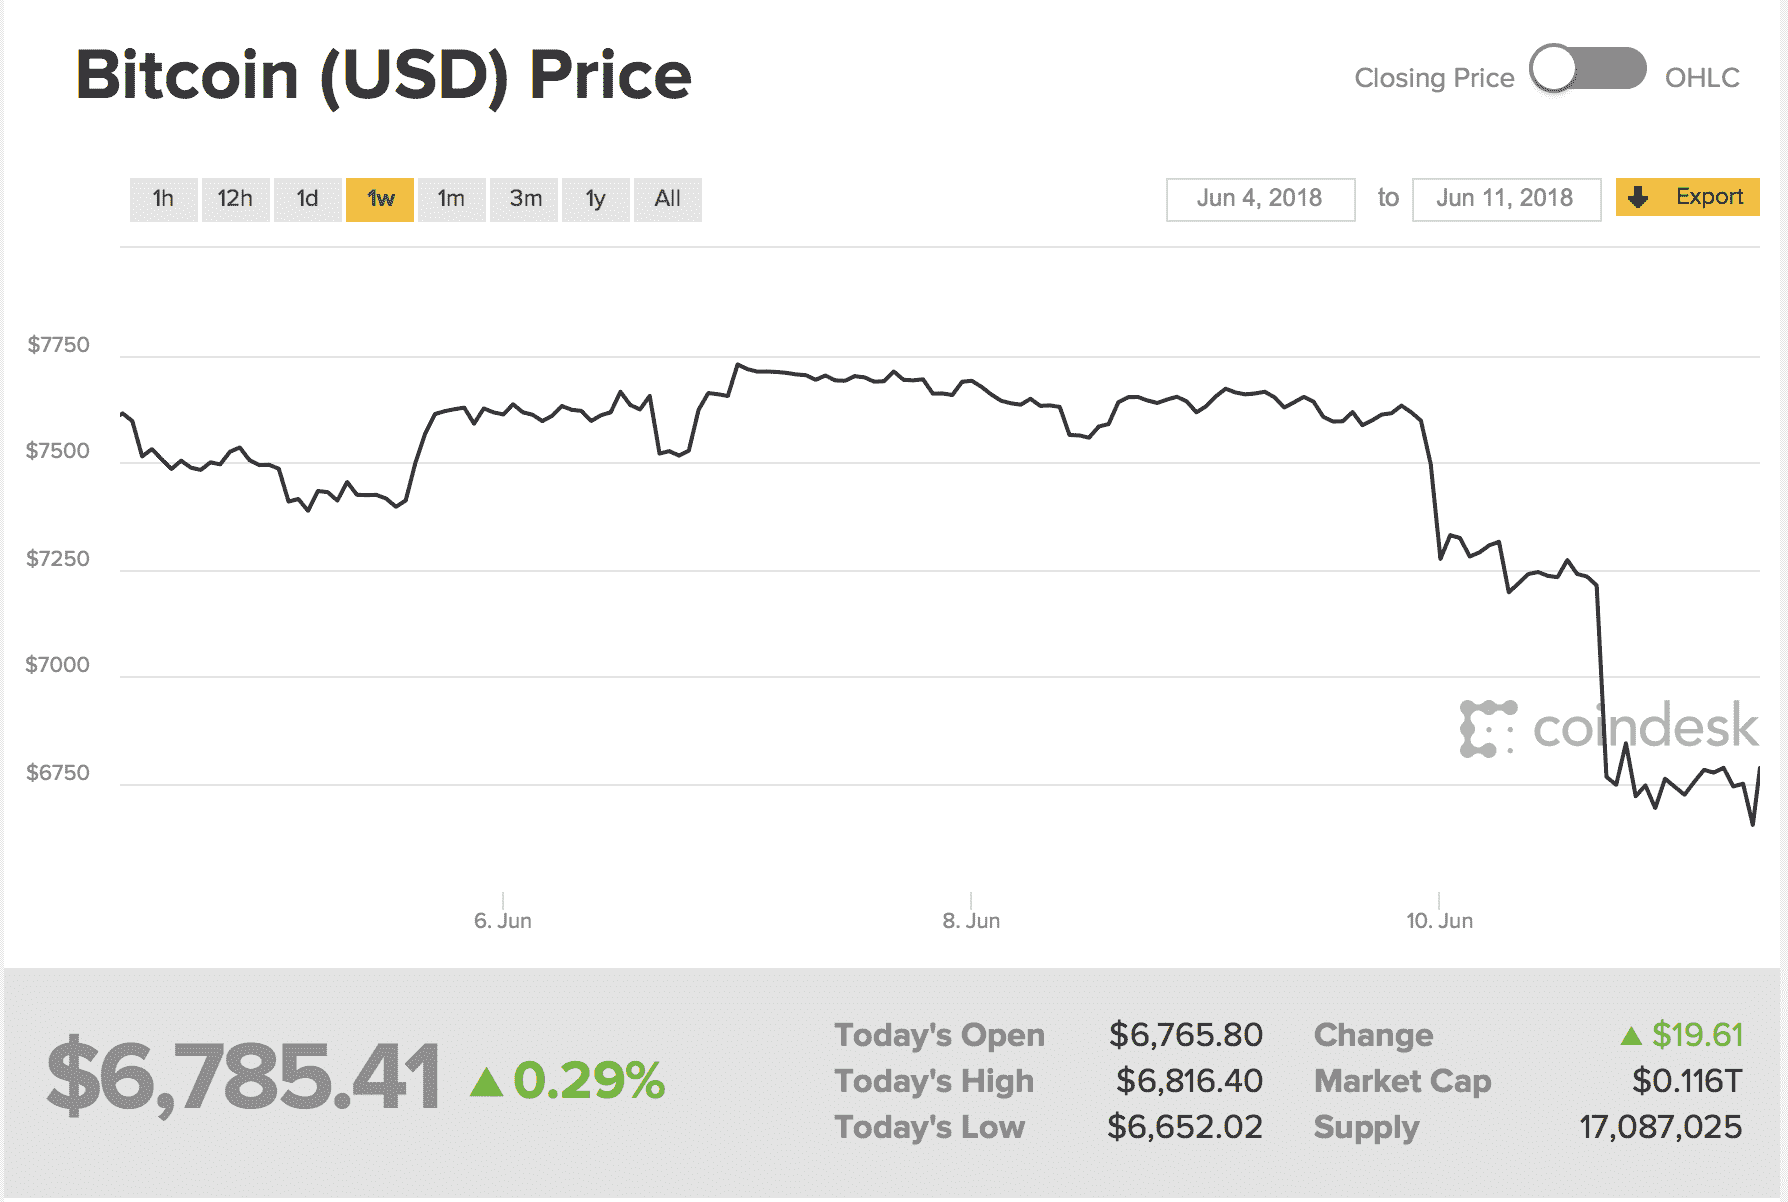 Bitcoin (USD) Price
Closing Price OHLC
1h 12h 1d 1w 1m 3m 1y All Jun 4, 2018 to Jun 11, 2018 Export
$7750
$7500
$7250
$7000
coindesk
$6750
6. Jun 8. Jun 10. Jun
$6,785.41 ▲ 0.29%
Today's Open $6,765.80 Change ▲ $19.61
Today's High $6,816.40 Market Cap $0.116T
Today's Low $6,652.02 Supply 17,087,025